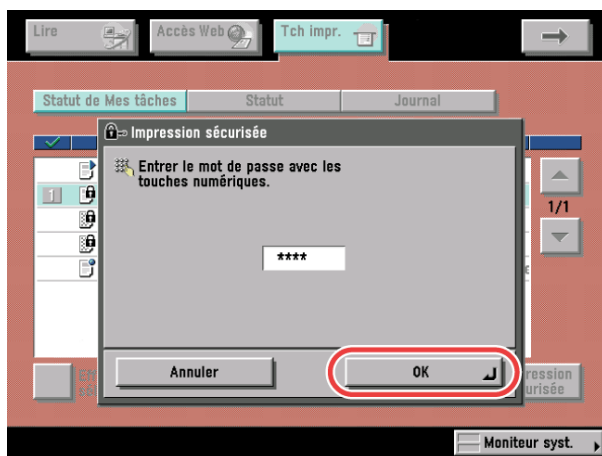 Lire
Accès Web
Tch impr.
Statut de Mes tâches
Statut
Journal
Impression sécurisée
Entrer le mot de passe avec les
touches numériques.
1
1/1
****
Annuler
OK
Moniteur syst.